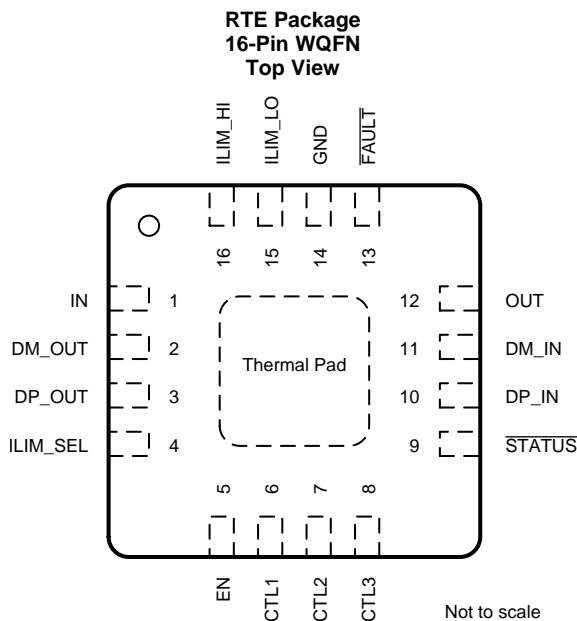 RTE Package
16-Pin WQFN
Top View
ILIM_HI
ILIM_LO
GND
FAULT
16
15
14
13
IN
1
12
OUT
DM_OUT
2
11
DM_IN
Thermal Pad
DP_OUT
3
10
DP_IN
ILIM_SEL
4
9
STATUS
5
6
7
8
EN
CTL1
CTL2
CTL3
Not to scale